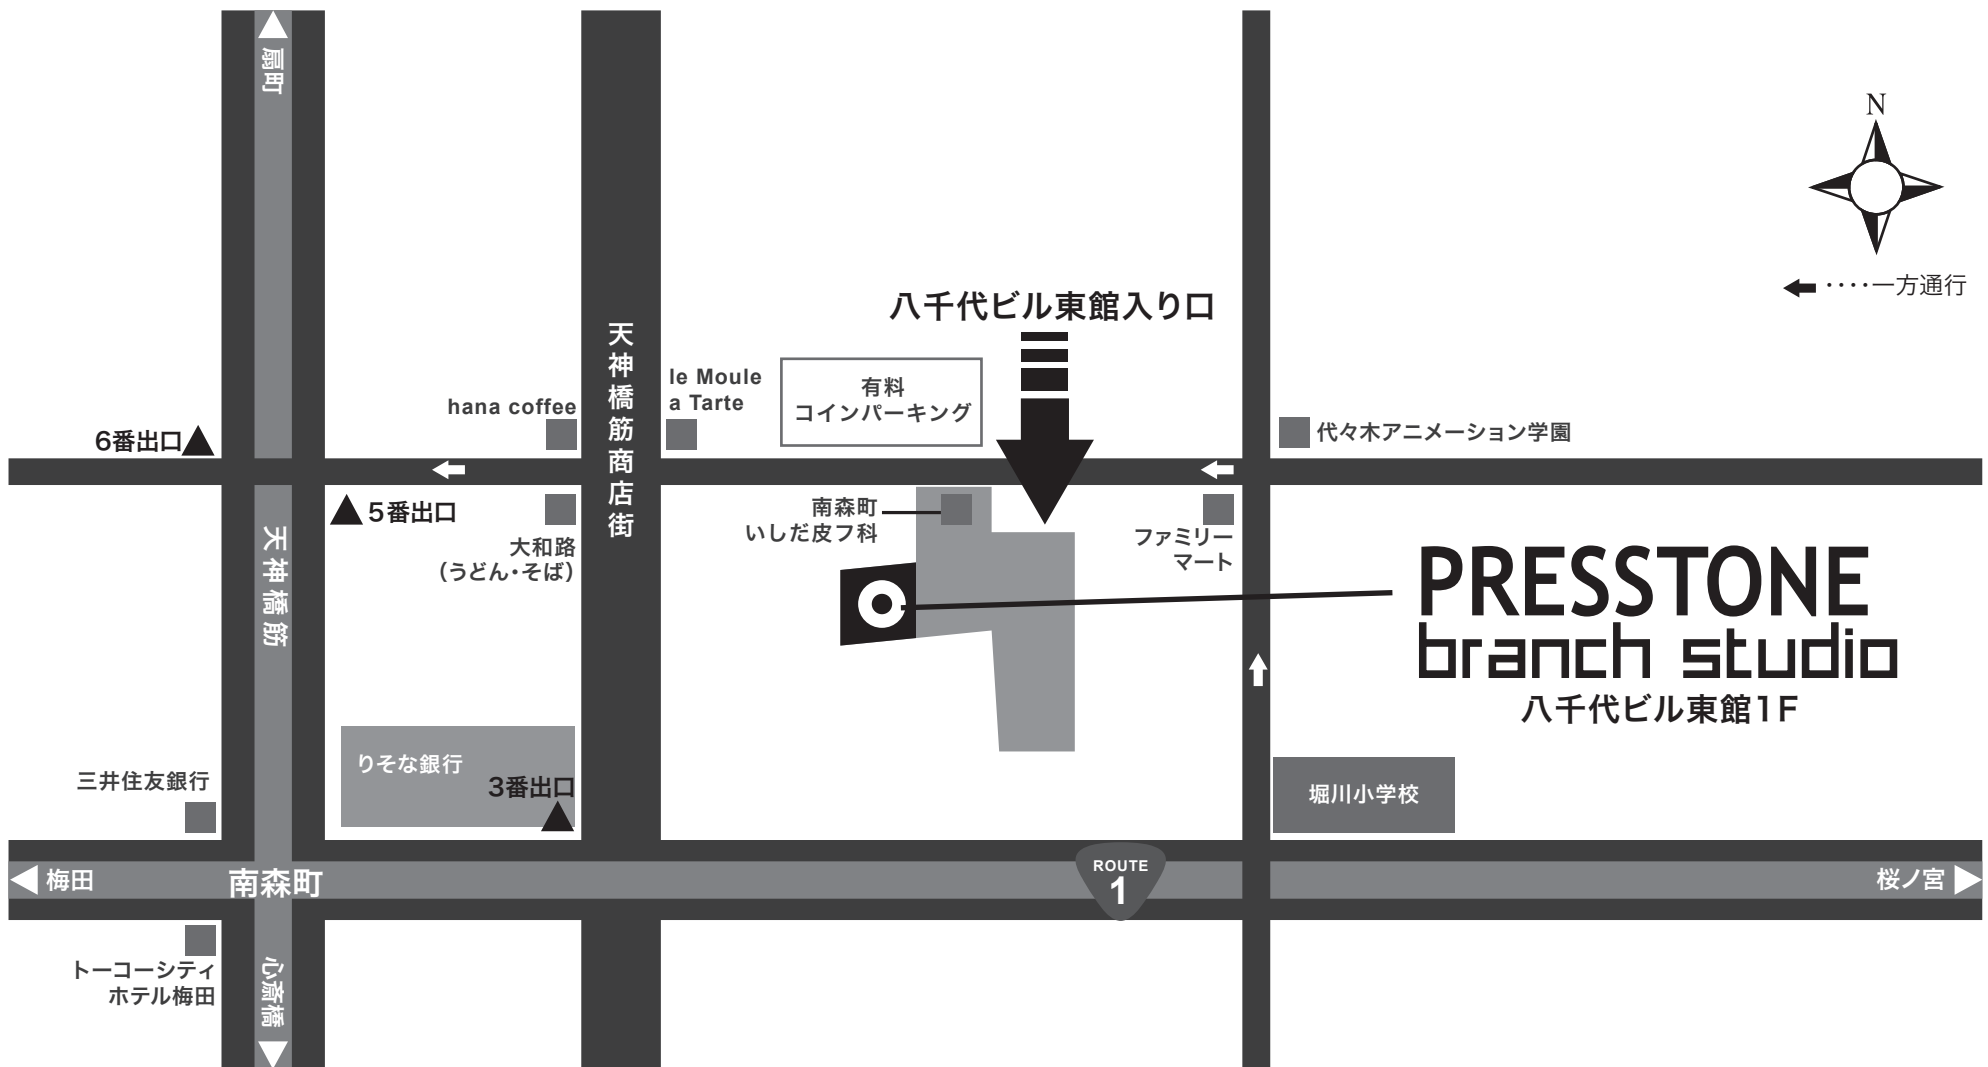 扇町
N
‥‥一方通行
八千代ビル東館入り口
天神橋筋商店街
le Moule
a Tarte
有料
コインパーキング
hana coffee
6番出口
代々木アニメーション学園
5番出口
南森町
いしだ皮フ科
ファミリー
マート
大和路
（うどん・そば）
天神橋筋
PRESSTONE
branch studio
八千代ビル東館1F
りそな銀行
3番出口
三井住友銀行
堀川小学校
梅田
南森町
ROUTE
1
桜ノ宮
トーコーシティ
ホテル梅田
心斎橋